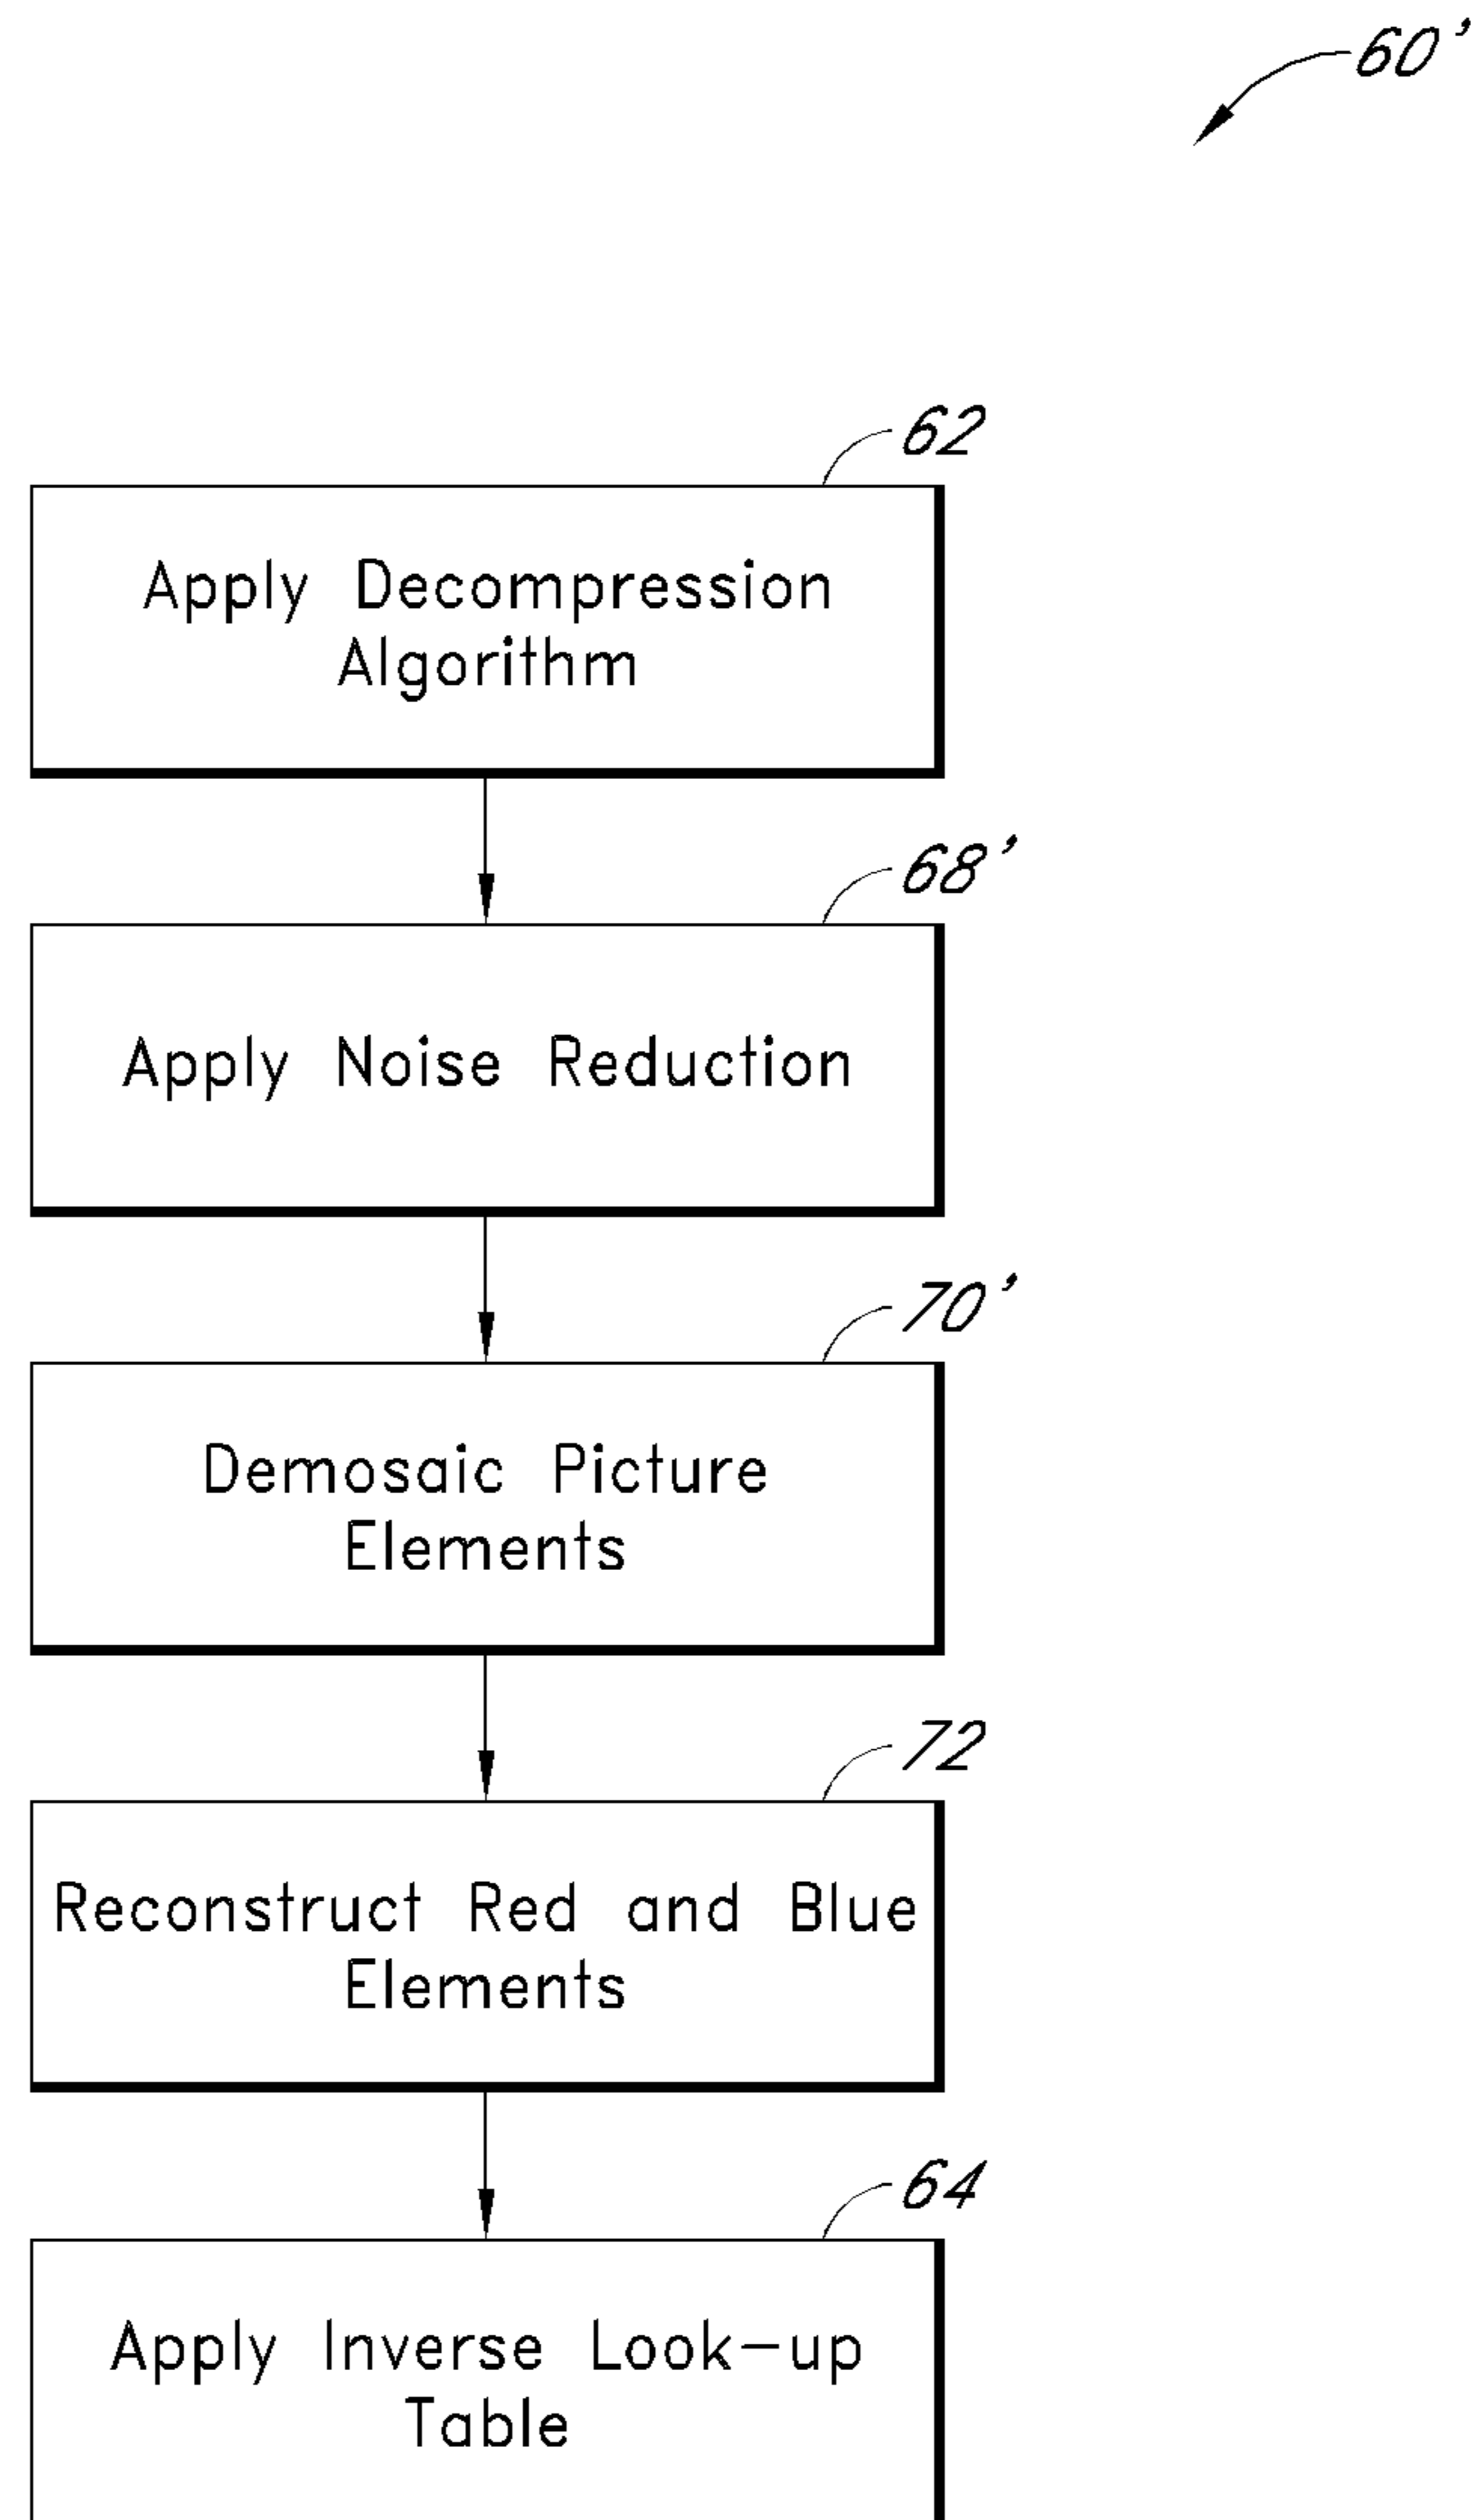 60'
62
Apply Decompression
Algorithm
68'
Apply Noise Reduction
70'
Demosaic Picture
Elements
72
Reconstruct Red and Blue
Elements
64
Apply Inverse Look-up
Table